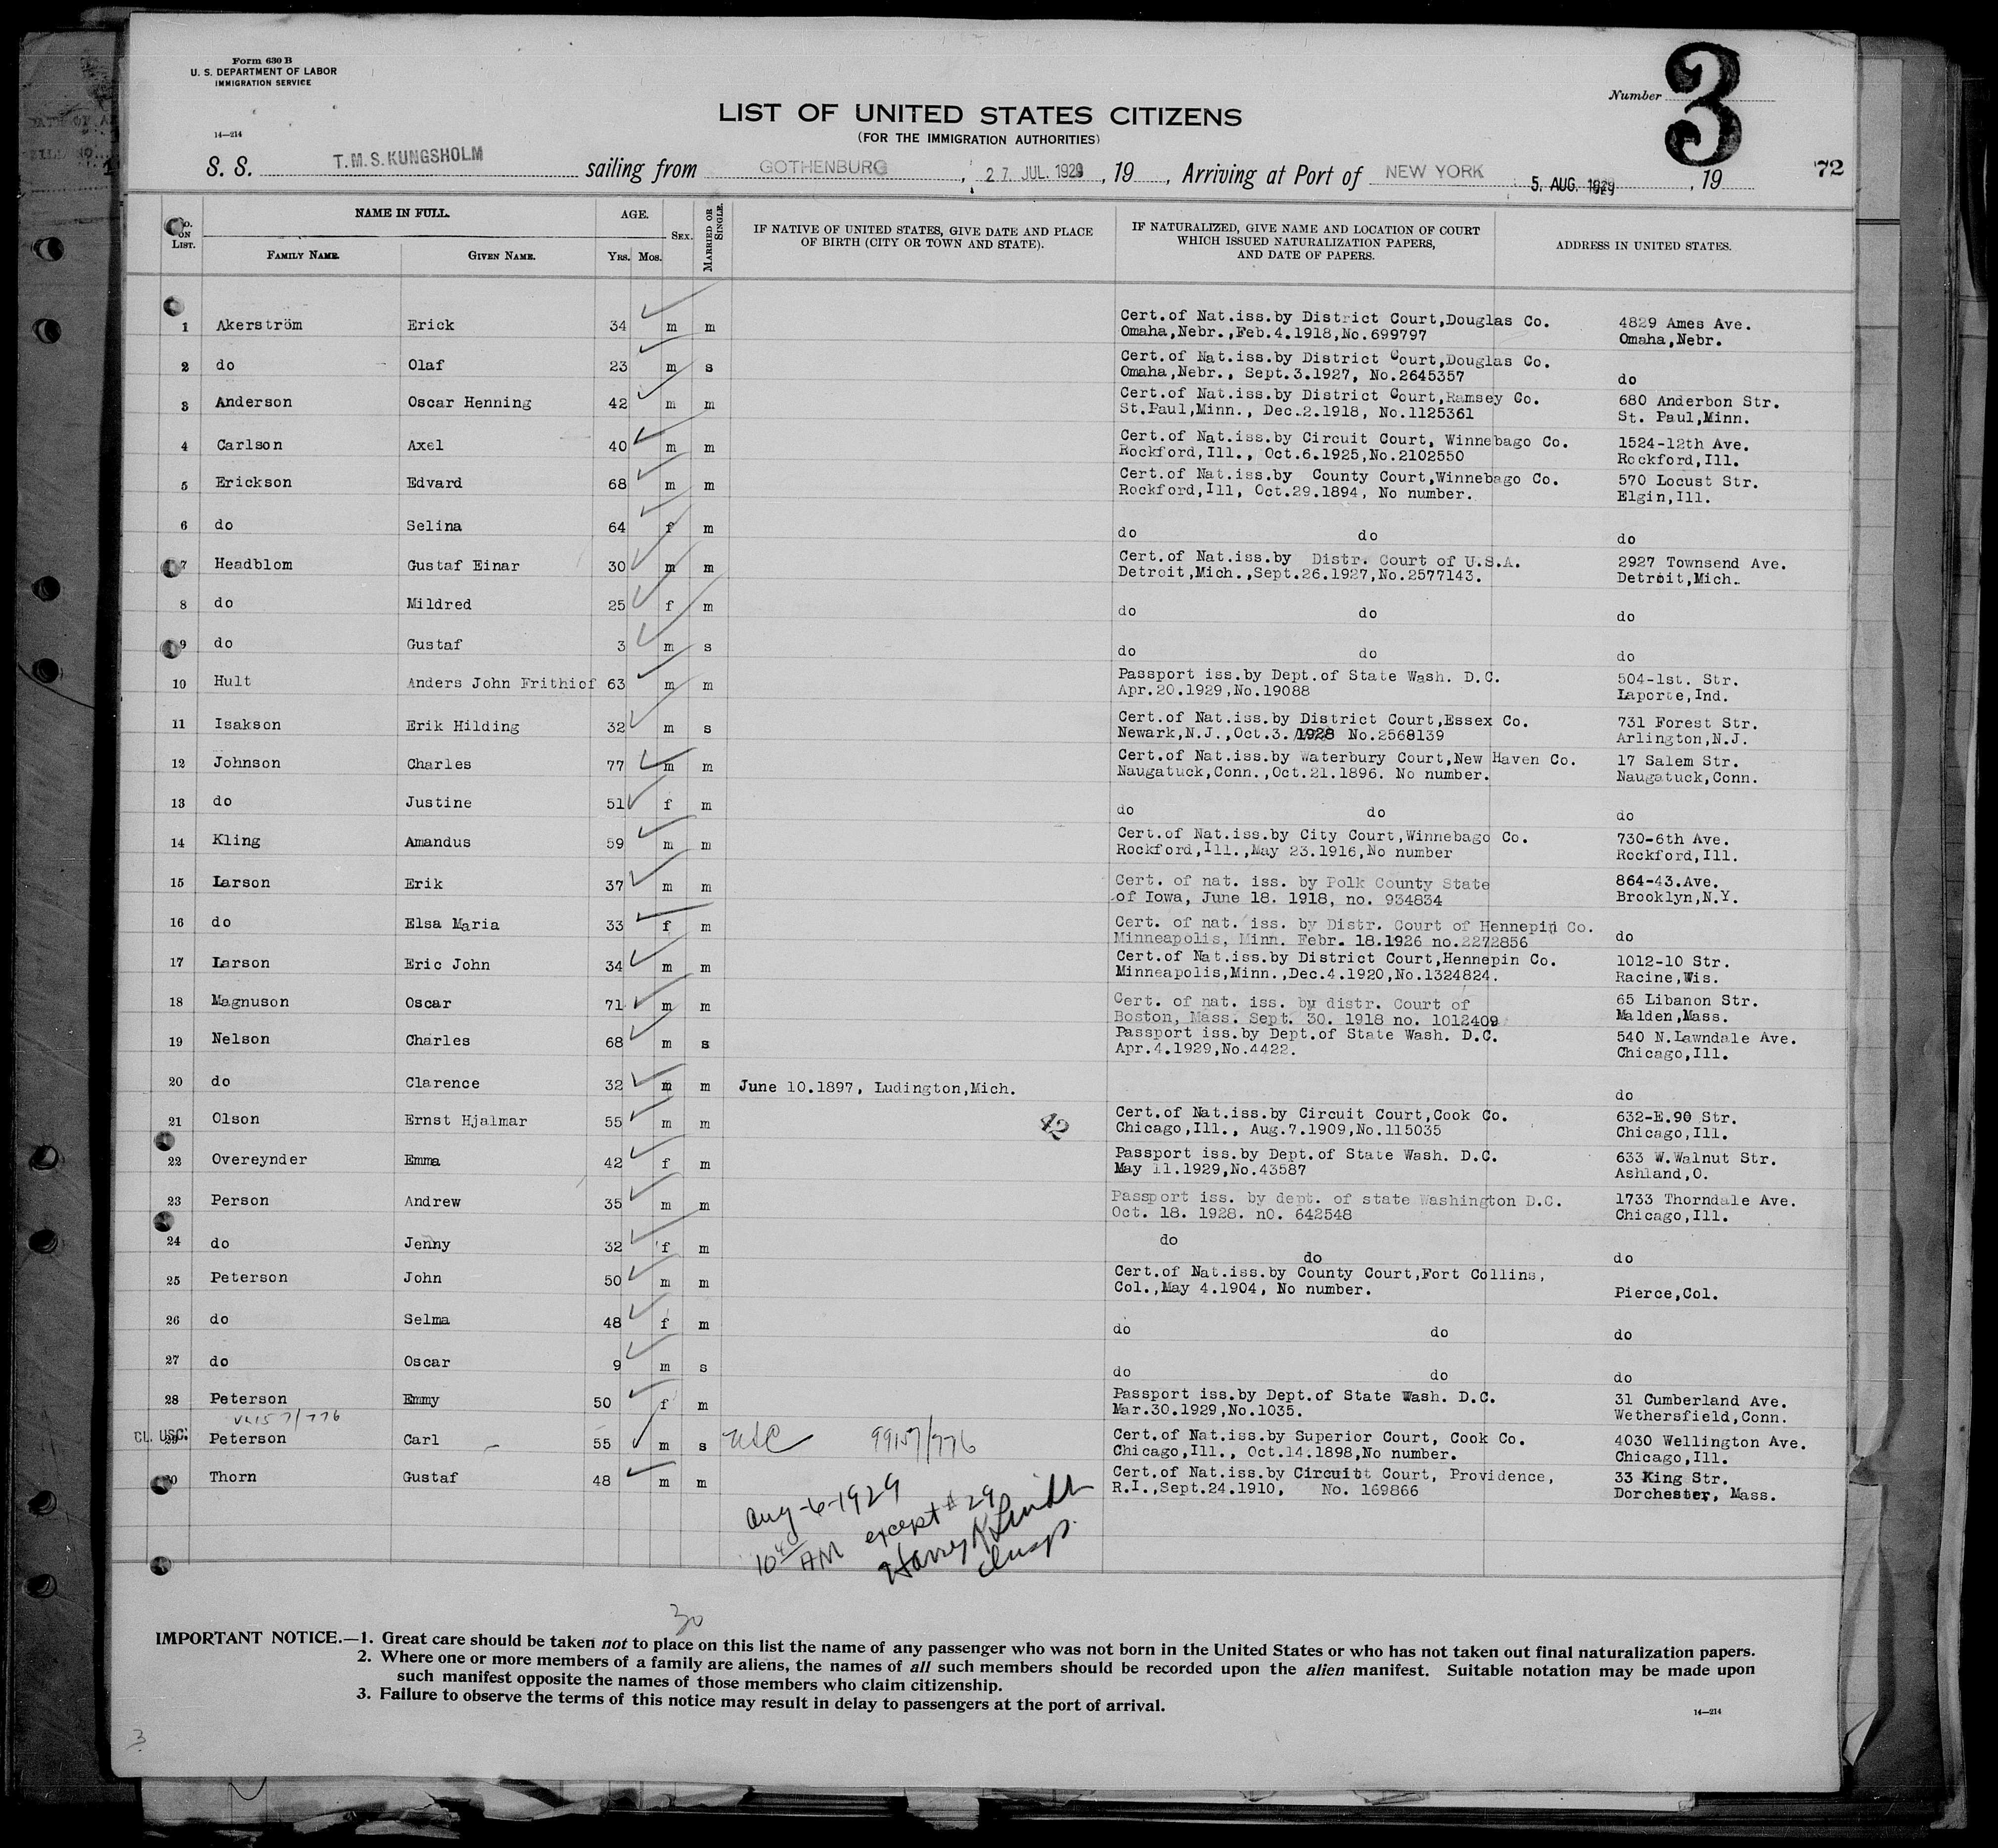 Form 630 B
U. S. DEPARTMENT OF LABOR
IMMIGRATION SERVICE
14—214
Number 3
LIST OF UNITED STATES CITIZENS
(FOR THE IMMIGRATION AUTHORITIES)
S. S. T.M.S. KUNGSHOLM sailing from GOTHENBURG, 27 JUL. 1929, 19 , Arriving at Port of NEW YORK 5. AUG. 1929, 19
72
No. ON LIST. NAME IN FULL. AGE. SEX. MARRIED OR SINGLE. IF NATIVE OF UNITED STATES, GIVE DATE AND PLACE OF BIRTH (CITY OR TOWN AND STATE). IF NATURALIZED, GIVE NAME AND LOCATION OF COURT WHICH ISSUED NATURALIZATION PAPERS, AND DATE OF PAPERS. ADDRESS IN UNITED STATES.
FAMILY NAME. GIVEN NAME. YRS. MOS.
1 Akerström Erick 34 m m Cert.of Nat.iss.by District Court,Douglas Co. 4829 Ames Ave.
Omaha,Nebr.,Feb.4.1918,No.699797 Omaha,Nebr.
2 do Olaf 23 m s Cert.of Nat.iss.by District Court,Douglas Co.
Omaha,Nebr., Sept.3.1927, No.2645357 do
3 Anderson Oscar Henning 42 m m Cert.of Nat.iss.by District Court,Ramsey Co. 680 Anderbon Str.
St.Paul,Minn., Dec.2.1918, No.1125361 St. Paul,Minn.
4 Carlson Axel 40 m m Cert.of Nat.iss.by Circuit Court, Winnebago Co. 1524-12th Ave.
Rockford,Ill., Oct.6.1925,No.2102550 Rockford,Ill.
5 Erickson Edvard 68 m m Cert.of Nat.iss.by County Court,Winnebago Co. 570 Locust Str.
Rockford,Ill, Oct.29.1894, No number. Elgin,Ill.
6 do Selina 64 f m do do do
7 Headblom Gustaf Einar 30 m m Cert.of Nat.iss.by Distr. Court of U.S.A. 2927 Townsend Ave.
Detroit,Mich.,Sept.26.1927,No.2577143. Detroit,Mich.
8 do Mildred 25 f m do do do
9 do Gustaf 3 m s do do do
10 Hult Anders John Frithiof 63 m m Passport iss.by Dept.of State Wash. D.C. 504-1st. Str.
Apr.20.1929,No.19088 Laporte,Ind.
11 Isakson Erik Hilding 32 m s Cert.of Nat.iss.by District Court,Essex Co. 731 Forest Str.
Newark,N.J.,Oct.3. 1928 No.2568139 Arlington,N.J.
12 Johnson Charles 77 m m Cert.of Nat.iss.by Waterbury Court,New Haven Co. 17 Salem Str.
Naugatuck,Conn.,Oct.21.1896. No number. Naugatuck,Conn.
13 do Justine 51 f m do do do
14 Kling Amandus 59 m m Cert.of Nat.iss.by City Court,Winnebago Co. 730-6th Ave.
Rockford,Ill.,May 23.1916,No number Rockford,Ill.
15 Larson Erik 37 m m Cert. of nat. iss. by Polk County State 864-43.Ave.
of Iowa, June 18. 1918, no. 934834 Brooklyn,N.Y.
16 do Elsa Maria 33 f m Cert. of nat. iss. by Distr. Court of Hennepin Co.
Minneapolis, Minn. Febr. 18.1926 no.2272856 do
17 Larson Eric John 34 m m Cert.of Nat.iss.by District Court,Hennepin Co. 1012-10 Str.
Minneapolis,Minn.,Dec.4.1920,No.1324824. Racine,Wis.
18 Magnuson Oscar 71 m m Cert. of nat. iss. by distr. Court of 65 Libanon Str.
Boston, Mass. Sept. 30. 1918 no. 1012409 Malden,Mass.
19 Nelson Charles 68 m s Passport iss.by Dept.of State Wash. D.C. 540 N.Lawndale Ave.
Apr.4.1929,No.4422. Chicago,Ill.
20 do Clarence 32 m m June 10.1897, Ludington,Mich. do
21 Olson Ernst Hjalmar 55 m m 42 Cert.of Nat.iss.by Circuit Court,Cook Co. 632-E.90 Str.
Chicago,Ill., Aug.7.1909,No.115035 Chicago,Ill.
22 Overeynder Emma 42 f m Passport iss.by Dept.of State Wash. D.C. 633 W.Walnut Str.
May 11.1929,No.43587 Ashland,O.
23 Person Andrew 35 m m Passport iss. by dept. of state Washington D.C. 1733 Thorndale Ave.
Oct. 18. 1928. nO. 642548 Chicago,Ill.
24 do Jenny 32 f m do do do
25 Peterson John 50 m m Cert.of Nat.iss.by County Court,Fort Collins,
Col.,May 4.1904, No number. Pierce,Col.
26 do Selma 48 f m do do do
27 do Oscar 9 m s do do do
28 Peterson Emmy 50 f m Passport iss.by Dept.of State Wash. D.C. 31 Cumberland Ave.
Mar.30.1929,No.1035. Wethersfield,Conn.
CL. USC. 29 Peterson Carl 55 m s USC 99157/776 Cert.of Nat.iss.by Superior Court, Cook Co. 4030 Wellington Ave.
Chicago,Ill., Oct.14.1898,No number. Chicago,Ill.
30 Thorn Gustaf 48 m m Cert.of Nat.iss.by Circuitt Court, Providence, 33 King Str.
R.I.,Sept.24.1910, No. 169866 Dorchester, Mass.
Aug-6-1929
10 40 AM except #29
Harry K
Insp.
30
IMPORTANT NOTICE.—1. Great care should be taken not to place on this list the name of any passenger who was not born in the United States or who has not taken out final naturalization papers.
2. Where one or more members of a family are aliens, the names of all such members should be recorded upon the alien manifest. Suitable notation may be made upon
such manifest opposite the names of those members who claim citizenship.
3. Failure to observe the terms of this notice may result in delay to passengers at the port of arrival.
14—214
3